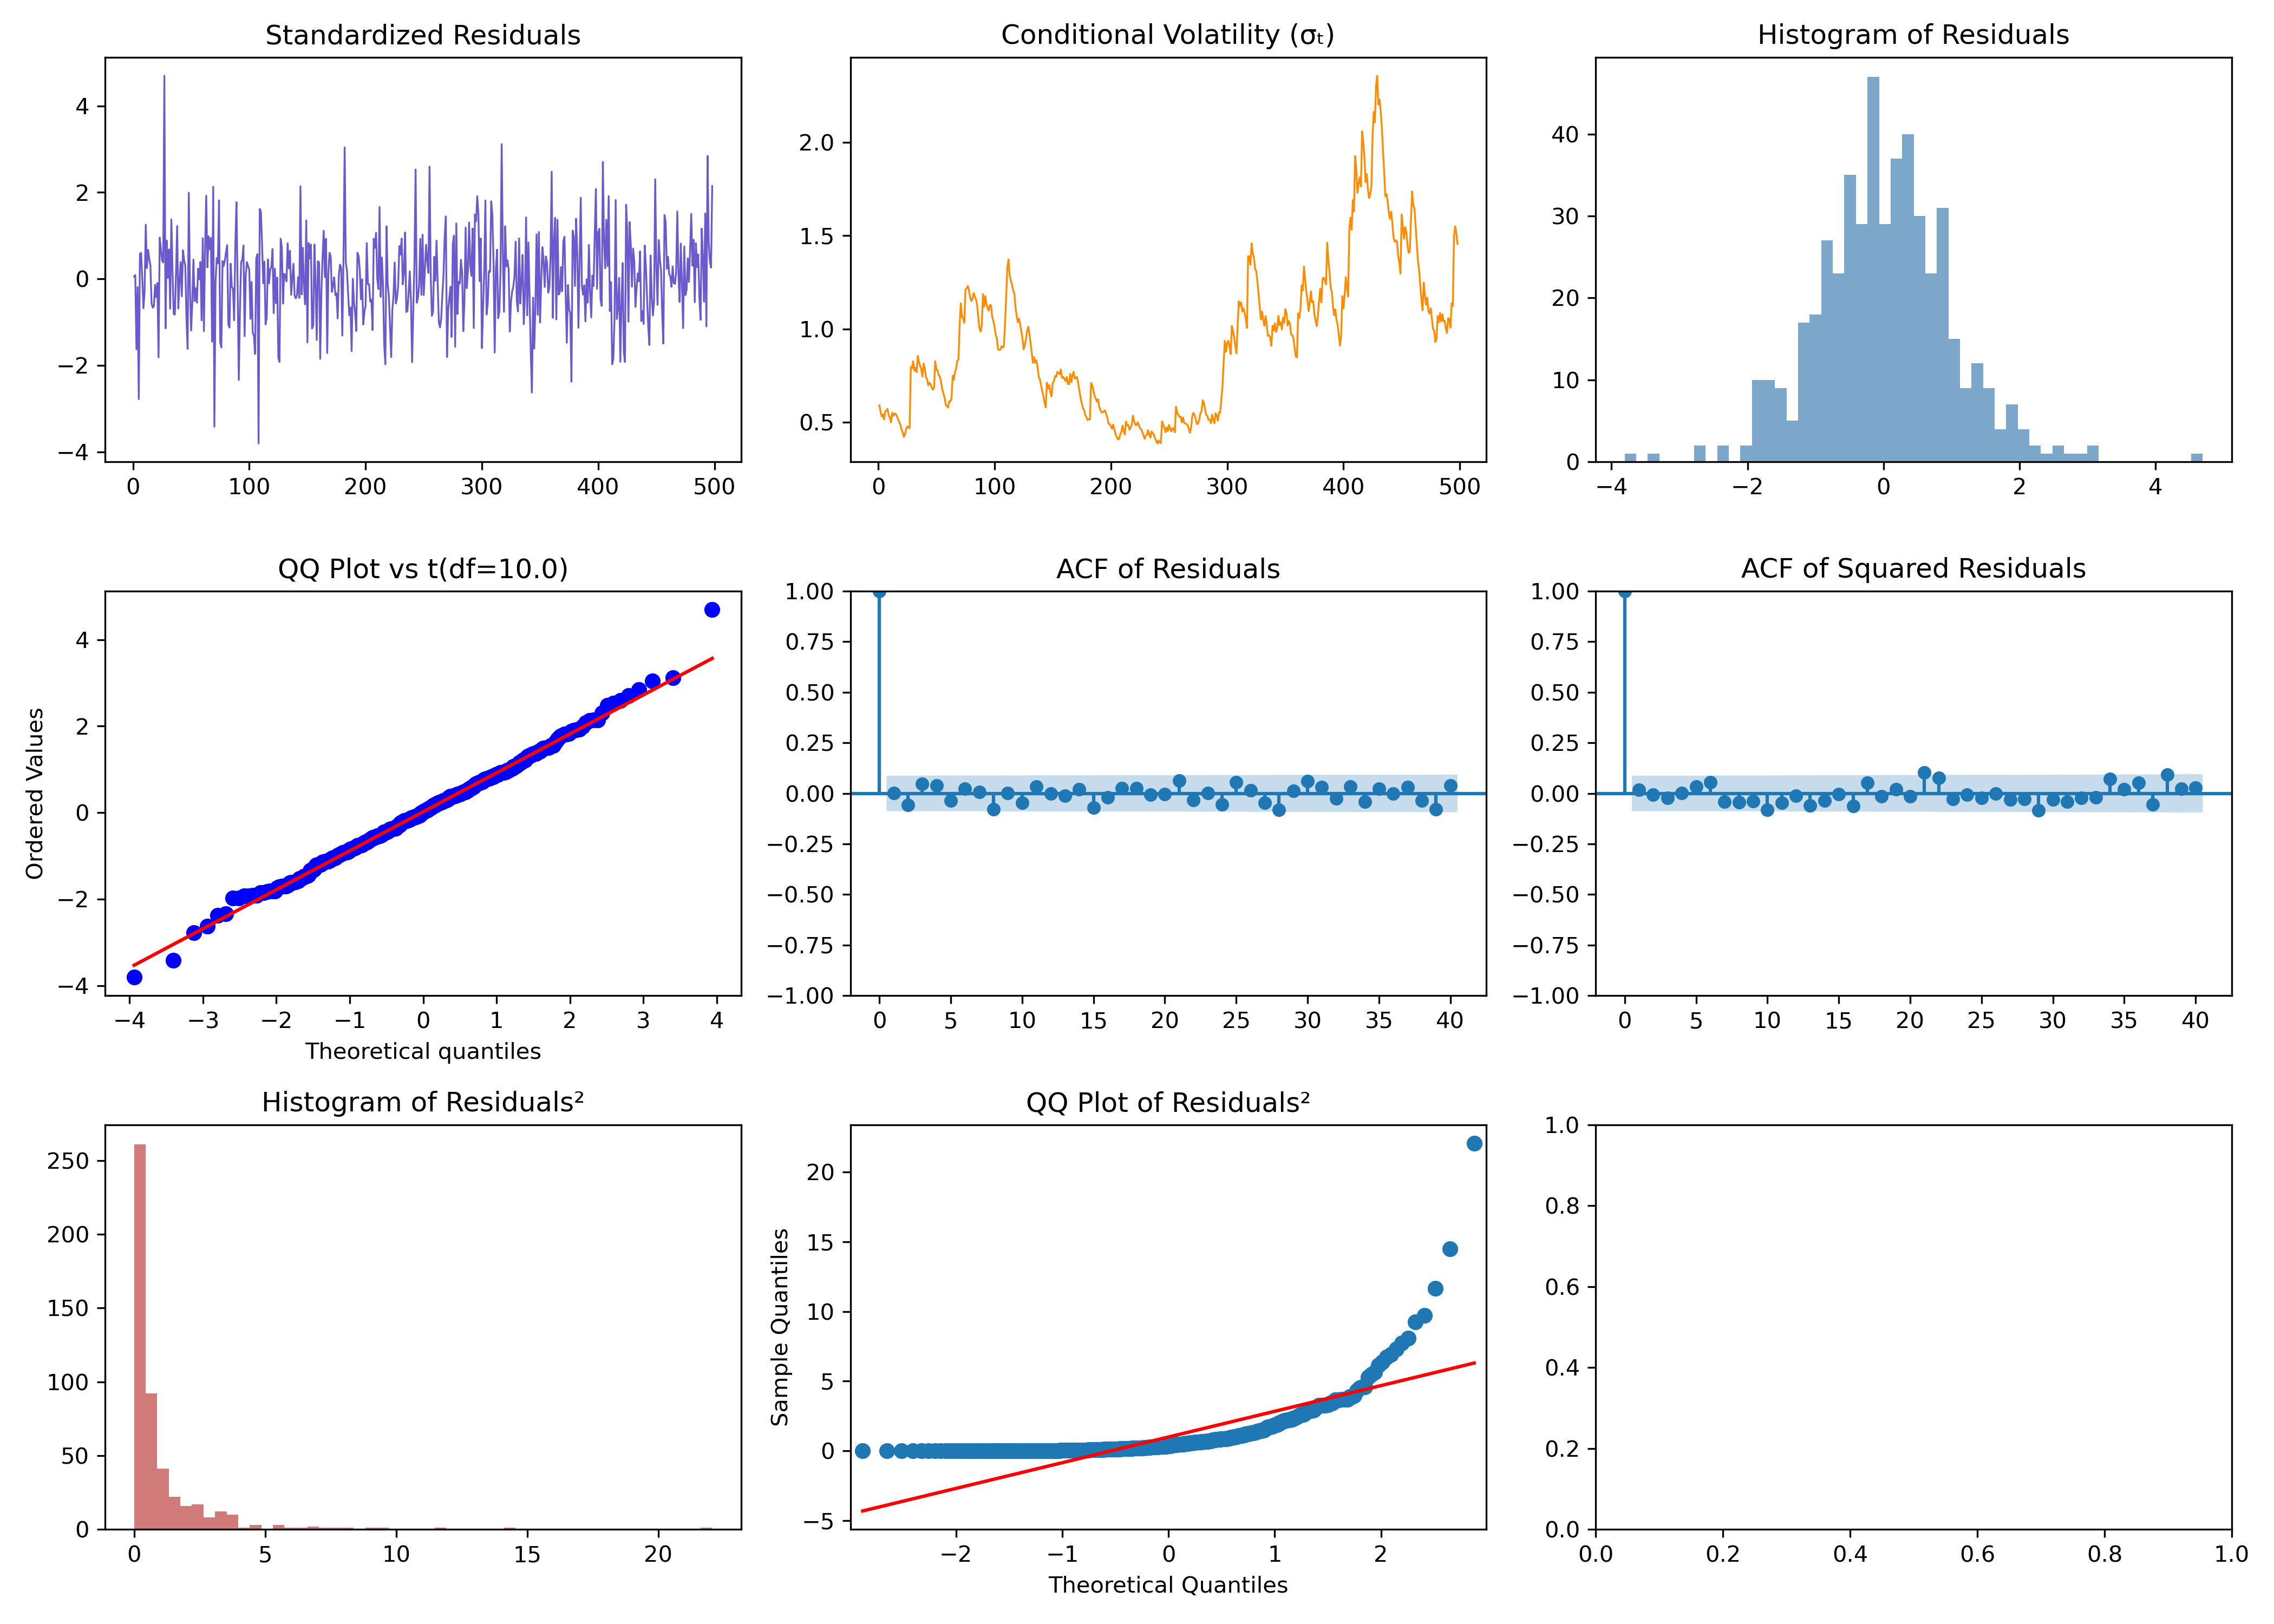 Standardized Residuals
4
2
0
−2
−4
0 100 200 300 400 500
Conditional Volatility (σₜ)
2.0
1.5
1.0
0.5
0 100 200 300 400 500
Histogram of Residuals
40
30
20
10
0
−4 −2 0 2 4
QQ Plot vs t(df=10.0)
Ordered Values
4
2
0
−2
−4
−4 −3 −2 −1 0 1 2 3 4
Theoretical quantiles
ACF of Residuals
1.00
0.75
0.50
0.25
0.00
−0.25
−0.50
−0.75
−1.00
0 5 10 15 20 25 30 35 40
ACF of Squared Residuals
1.00
0.75
0.50
0.25
0.00
−0.25
−0.50
−0.75
−1.00
0 5 10 15 20 25 30 35 40
Histogram of Residuals²
250
200
150
100
50
0
0 5 10 15 20
QQ Plot of Residuals²
Sample Quantiles
20
15
10
5
0
−5
−2 −1 0 1 2
Theoretical Quantiles
1.0
0.8
0.6
0.4
0.2
0.0
0.0 0.2 0.4 0.6 0.8 1.0